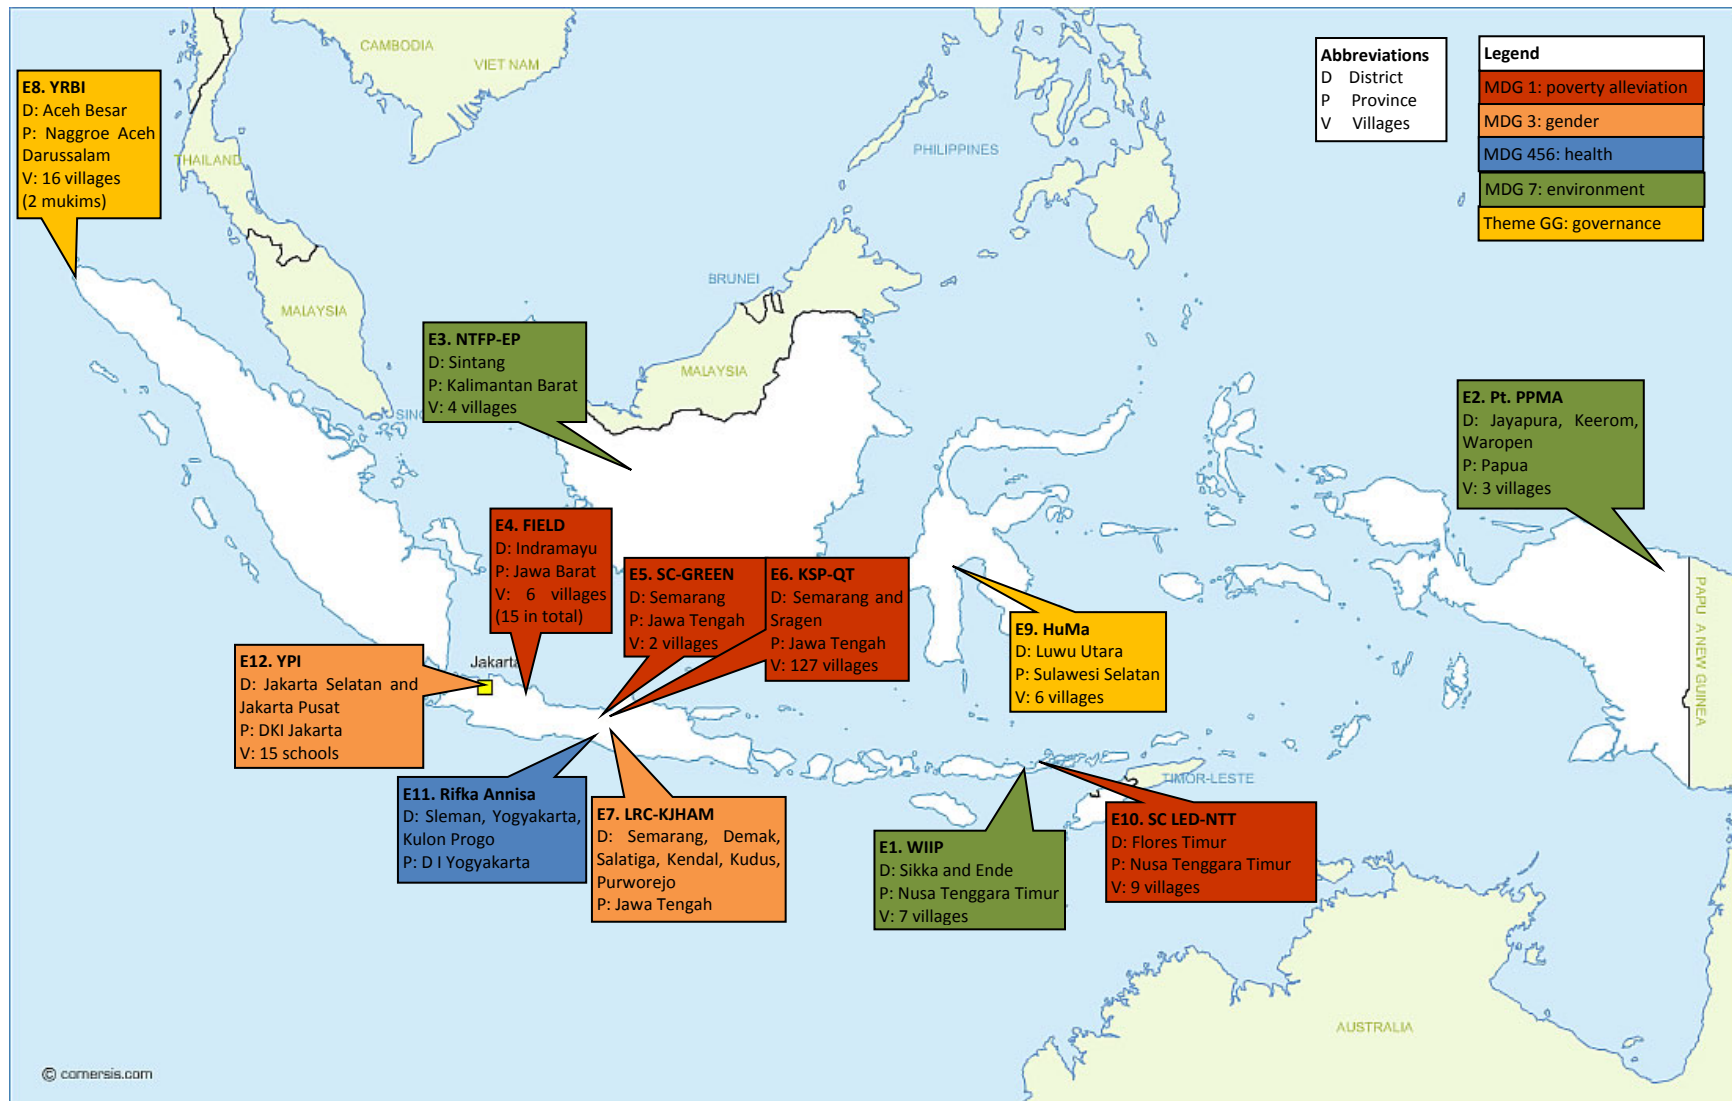 CAMBODIA
VIET NAM
THAILAND
PHILIPPINES
MALAYSIA
BRUNEI
MALAYSIA
SING
Jakarta
TIMOR-LESTE
PAPU A NEW GUINEA
AUSTRALIA
Abbreviations
D District
P Province
V Villages
Legend
MDG 1: poverty alleviation
MDG 3: gender
MDG 456: health
MDG 7: environment
Theme GG: governance
E8. YRBI
D: Aceh Besar
P: Naggroe Aceh
Darussalam
V: 16 villages
(2 mukims)
E3. NTFP-EP
D: Sintang
P: Kalimantan Barat
V: 4 villages
E2. Pt. PPMA
D: Jayapura, Keerom,
Waropen
P: Papua
V: 3 villages
E4. FIELD
D: Indramayu
P: Jawa Barat
V: 6 villages
(15 in total)
E5. SC-GREEN
D: Semarang
P: Jawa Tengah
V: 2 villages
E6. KSP-QT
D: Semarang and
Sragen
P: Jawa Tengah
V: 127 villages
E9. HuMa
D: Luwu Utara
P: Sulawesi Selatan
V: 6 villages
E12. YPI
D: Jakarta Selatan and
Jakarta Pusat
P: DKI Jakarta
V: 15 schools
E11. Rifka Annisa
D: Sleman, Yogyakarta,
Kulon Progo
P: D I Yogyakarta
E7. LRC-KJHAM
D: Semarang, Demak,
Salatiga, Kendal, Kudus,
Purworejo
P: Jawa Tengah
E1. WIIP
D: Sikka and Ende
P: Nusa Tenggara Timur
V: 7 villages
E10. SC LED-NTT
D: Flores Timur
P: Nusa Tenggara Timur
V: 9 villages
© comersis.com